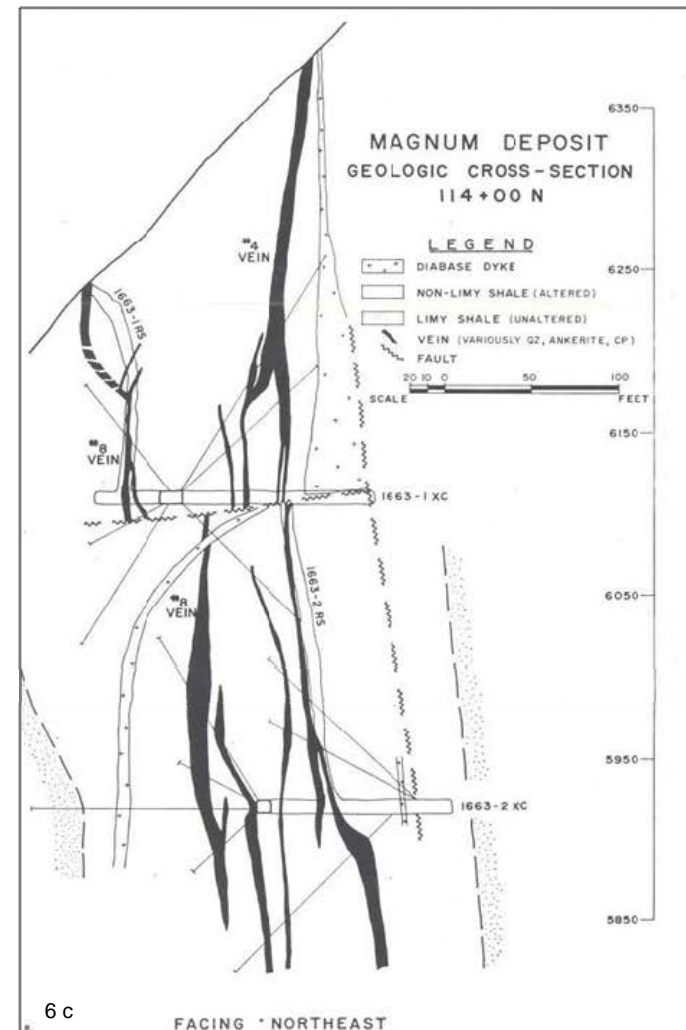 6350
MAGNUM DEPOSIT
GEOLOGIC CROSS-SECTION
114+00 N
LEGEND
DIABASE DYKE
NON-LIMY SHALE (ALTERED)
LIMY SHALE (UNALTERED)
VEIN (VARIOUSLY QZ, ANKERITE, CP)
FAULT
20 10 0 50 100
SCALE FEET
#4
VEIN
6250
1663-1 RS
6150
#8
VEIN
1663-1 XC
6050
#8
VEIN
1663-2 RS
5950
1663-2 XC
5850
6 c
FACING NORTHEAST